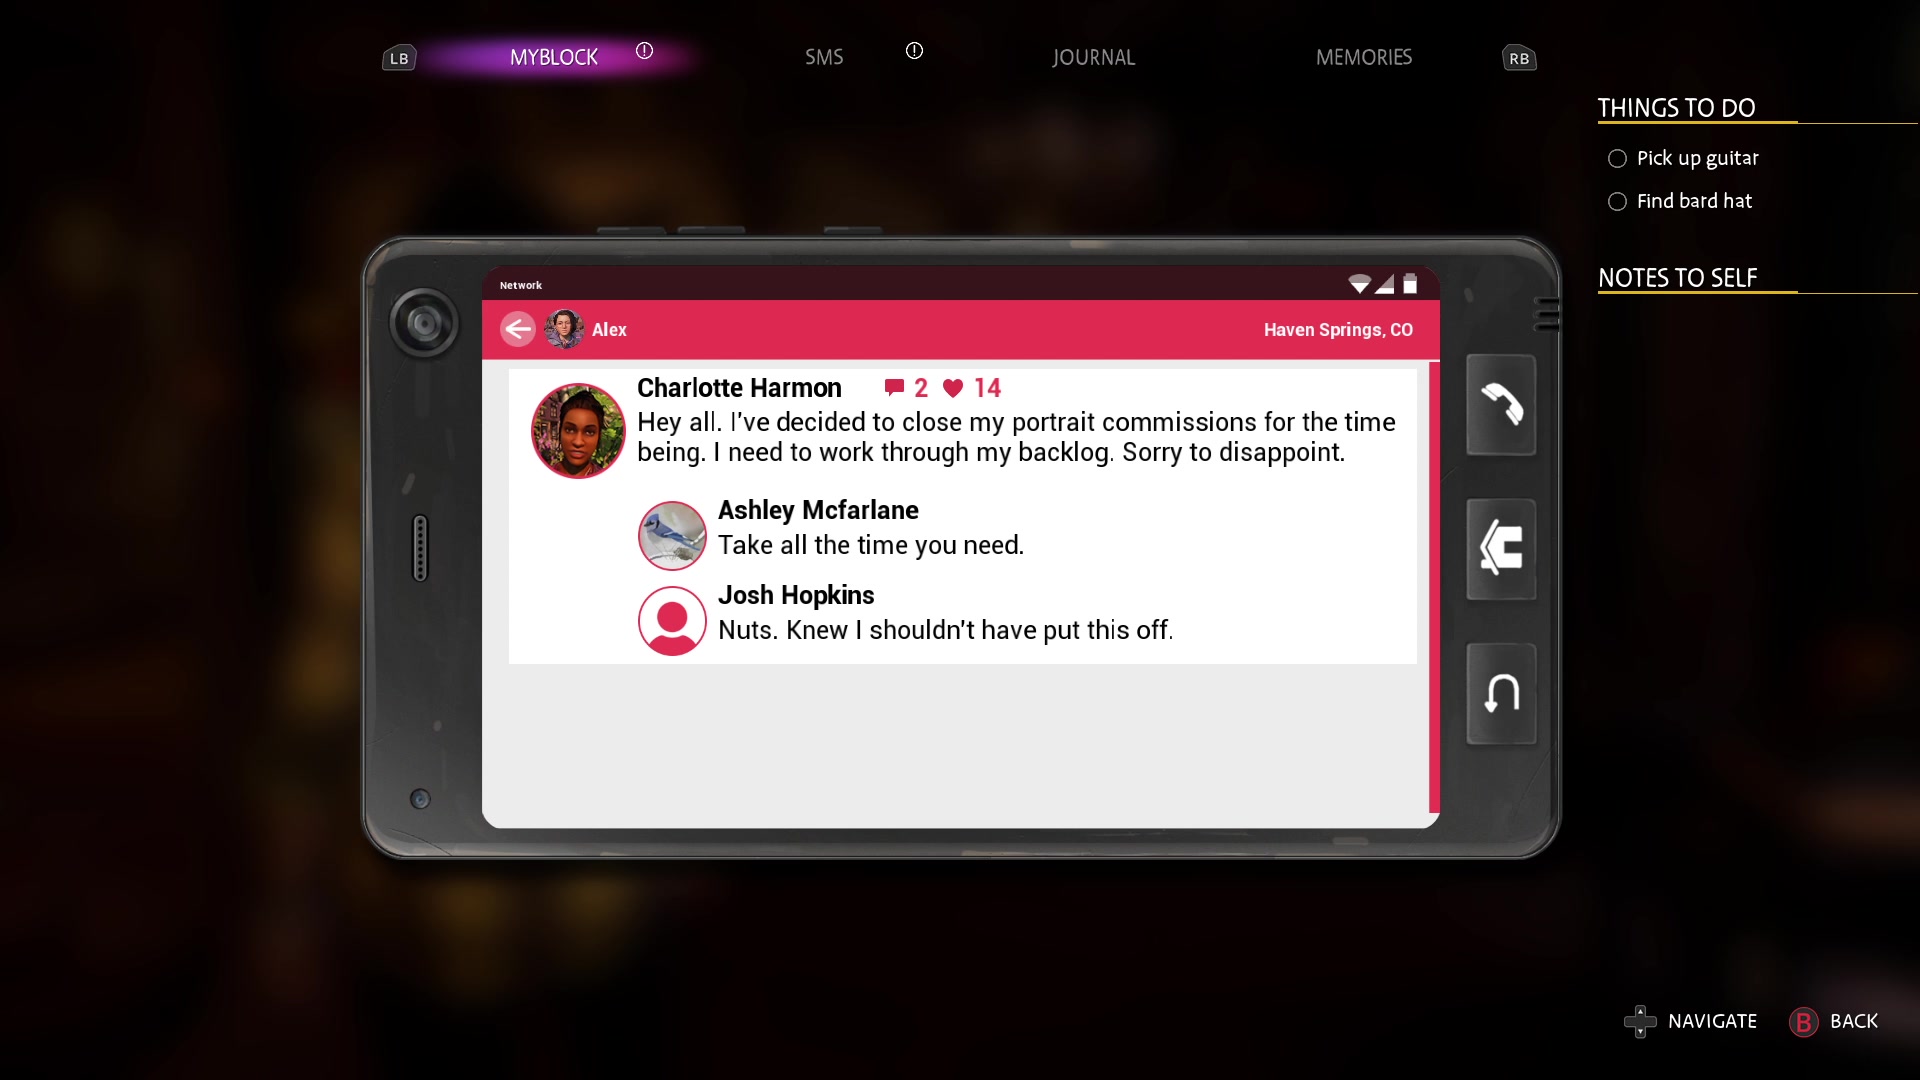 LB MYBLOCK SMS JOURNAL MEMORIES RB
THINGS TO DO
Pick up guitar
Find bard hat
NOTES TO SELF
Network
Alex
Haven Springs, CO
Charlotte Harmon 2 14
Hey all. I've decided to close my portrait commissions for the time
being. I need to work through my backlog. Sorry to disappoint.
Ashley Mcfarlane
Take all the time you need.
Josh Hopkins
Nuts. Knew I shouldn't have put this off.
NAVIGATE B BACK